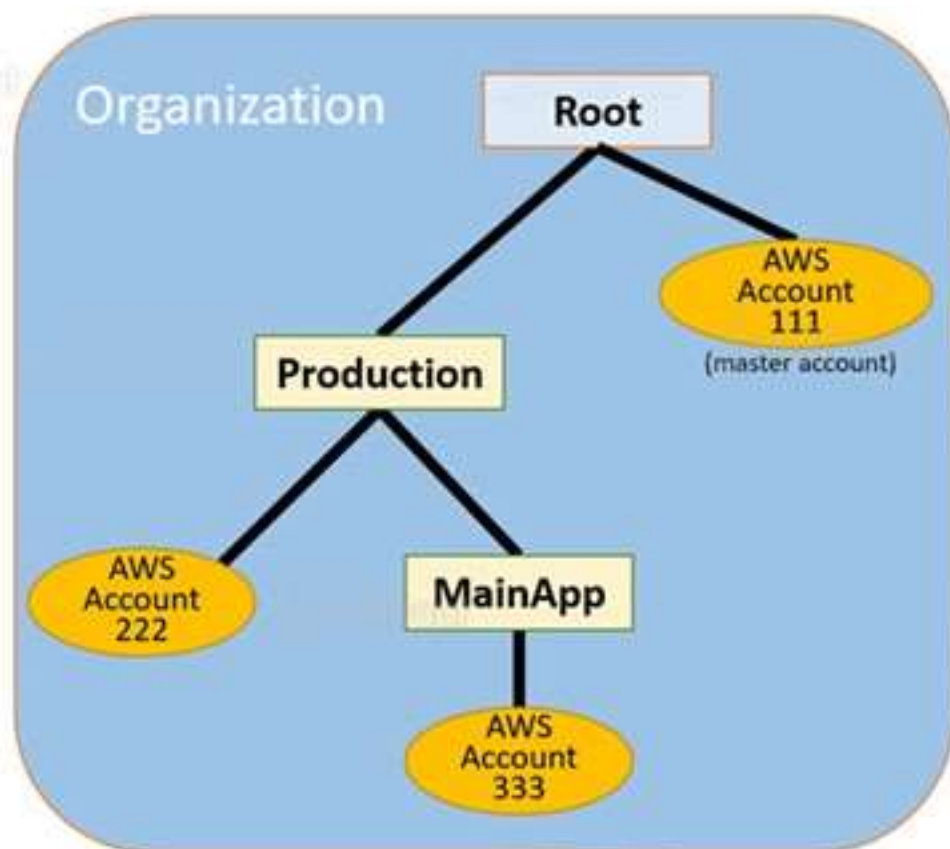 Organization
Root
AWS
Account
111
(master account)
Production
AWS
Account
222
MainApp
AWS
Account
333